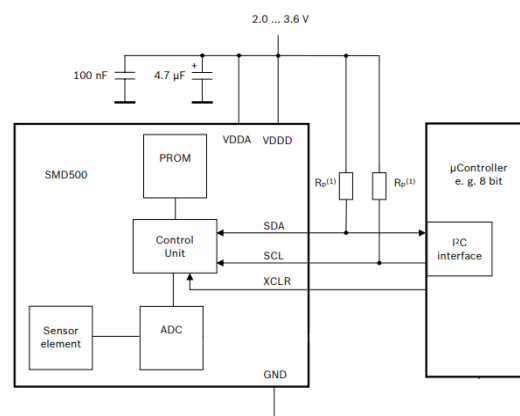 2.0 ... 3.6 V
100 nF
+
4.7 µF
VDDA
VDDD
SMD500
PROM
Rp(1)
Rp(1)
µController
e. g. 8 bit
Control
Unit
SDA
SCL
XCLR
I²C
interface
Sensor
element
ADC
GND